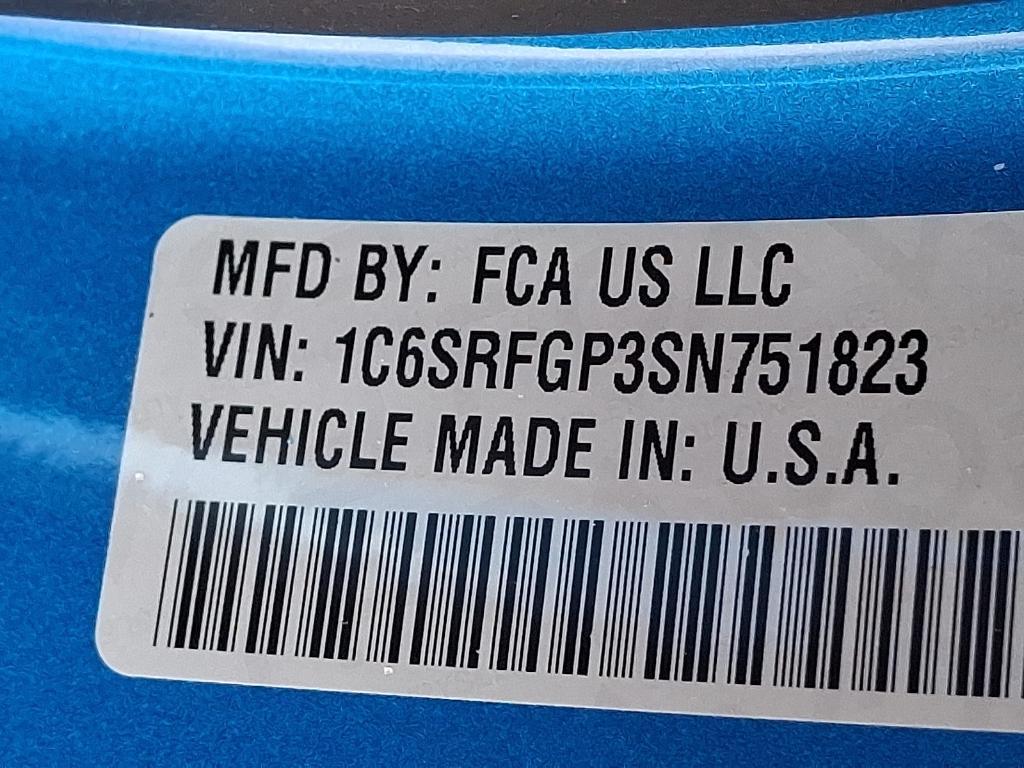 MFD BY: FCA US LLC
VIN: 1C6SRFGP3SN751823
VEHICLE MADE IN: U.S.A.